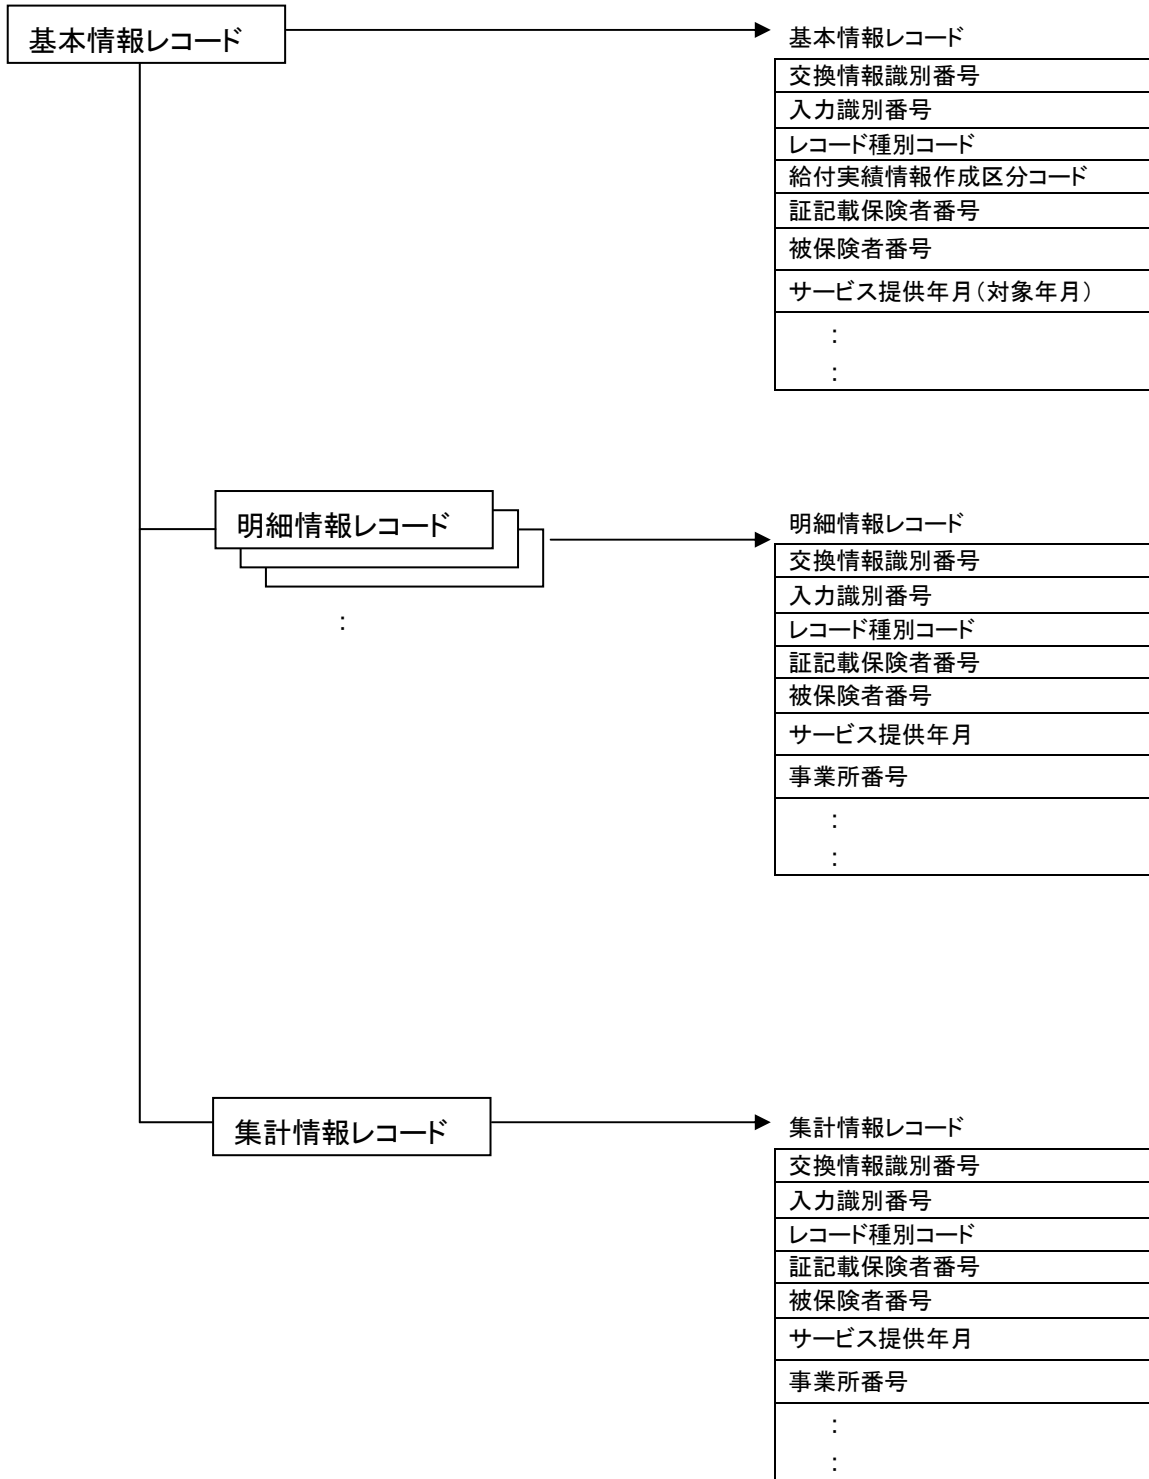 基本情報レコード
基本情報レコード
交換情報識別番号
入力識別番号
レコード種別コード
給付実績情報作成区分コード
証記載保険者番号
被保険者番号
サービス提供年月（対象年月）
：
：
明細情報レコード
：
明細情報レコード
交換情報識別番号
入力識別番号
レコード種別コード
証記載保険者番号
被保険者番号
サービス提供年月
事業所番号
：
：
集計情報レコード
集計情報レコード
交換情報識別番号
入力識別番号
レコード種別コード
証記載保険者番号
被保険者番号
サービス提供年月
事業所番号
：
：